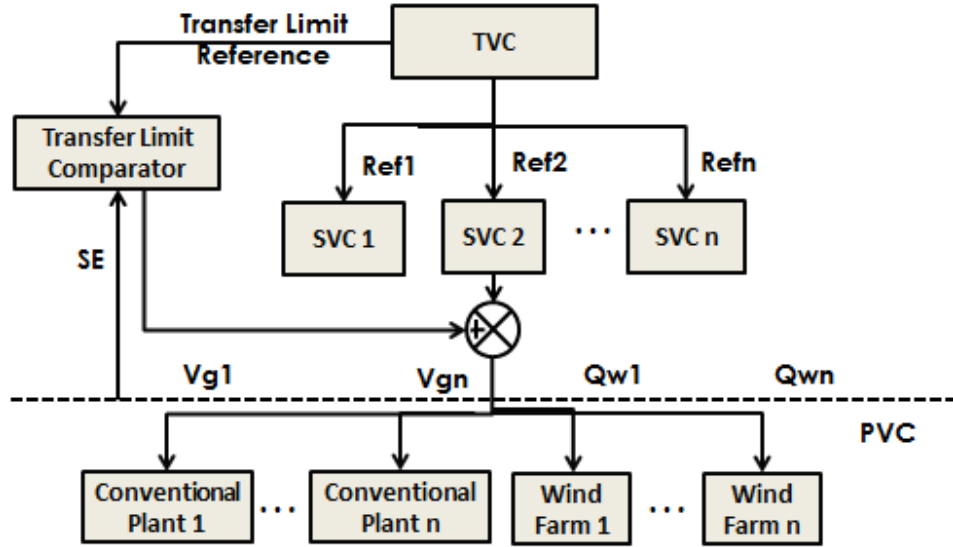 Transfer Limit
Reference
TVC
Transfer Limit
Comparator
Ref1
Ref2
Refn
SVC 1
SVC 2
...
SVC n
SE
+
Vg1
Vgn
Qw1
Qwn
PVC
Conventional
Plant 1
...
Conventional
Plant n
Wind
Farm 1
...
Wind
Farm n